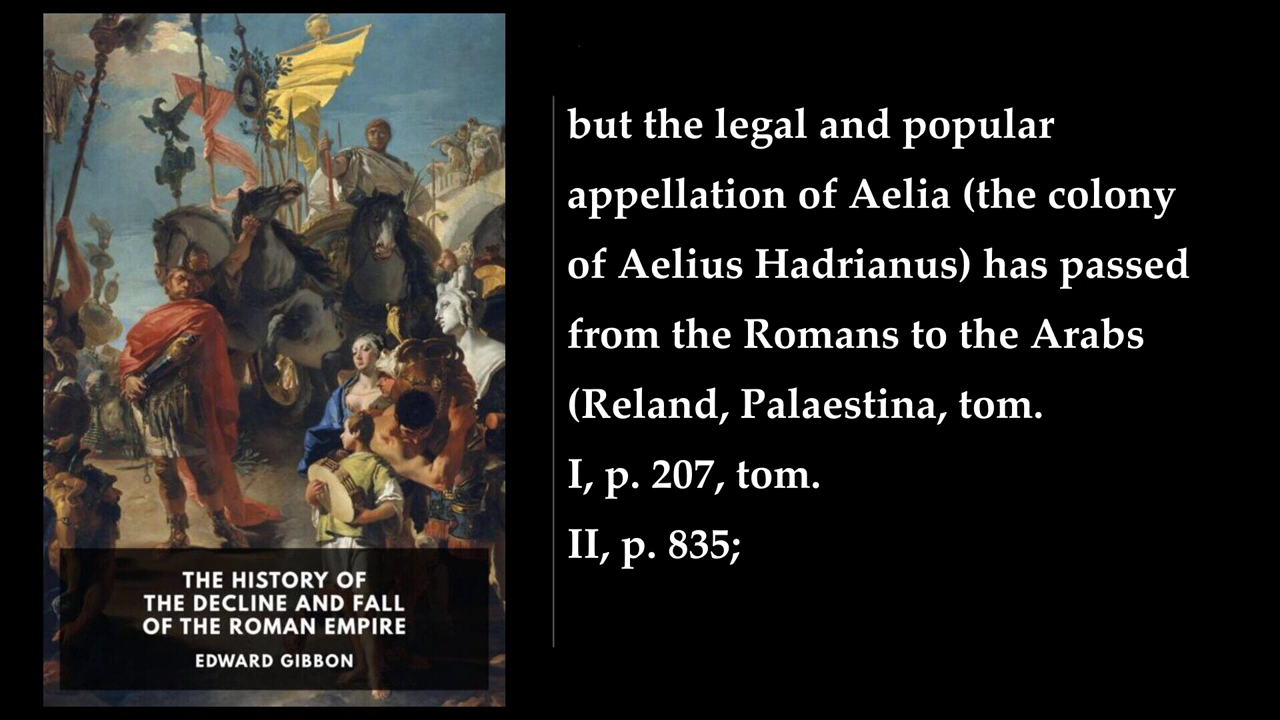 THE HISTORY OF
THE DECLINE AND FALL
OF THE ROMAN EMPIRE
EDWARD GIBBON
but the legal and popular
appellation of Aelia (the colony
of Aelius Hadrianus) has passed
from the Romans to the Arabs
(Reland, Palaestina, tom.
I, p. 207, tom.
II, p. 835;